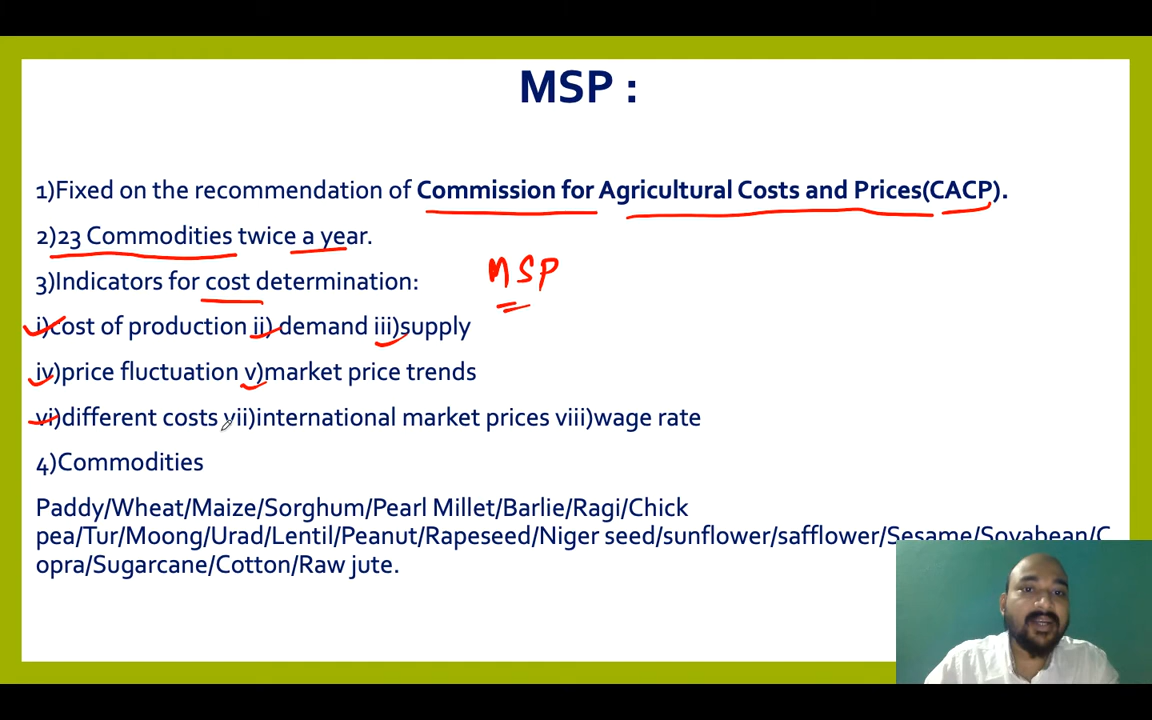 MSP :
1)Fixed on the recommendation of Commission for Agricultural Costs and Prices(CACP).
2)23 Commodities twice a year.
3)Indicators for cost determination:
MSP
i)cost of production ii) demand iii)supply
iv)price fluctuation v)market price trends
vi)different costs vii)international market prices viii)wage rate
4)Commodities
Paddy/Wheat/Maize/Sorghum/Pearl Millet/Barlie/Ragi/Chick
pea/Tur/Moong/Urad/Lentil/Peanut/Rapeseed/Niger seed/sunflower/safflower/Sesame/Soyabean/C
opra/Sugarcane/Cotton/Raw jute.